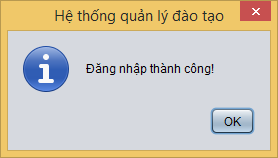 Hệ thống quản lý đào tạo
Đăng nhập thành công!
OK